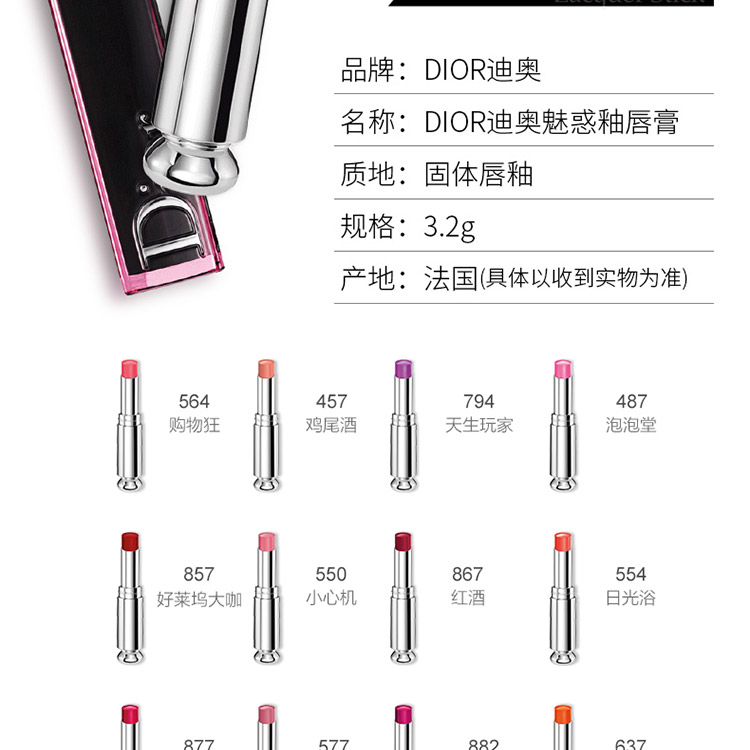 Lacquer Stick
品牌：DIOR迪奥
名称：DIOR迪奥魅惑釉唇膏
质地：固体唇釉
规格：3.2g
产地：法国(具体以收到实物为准)
564
购物狂
457
鸡尾酒
794
天生玩家
487
泡泡堂
857
好莱坞大咖
550
小心机
867
红酒
554
日光浴
877
577
882
637